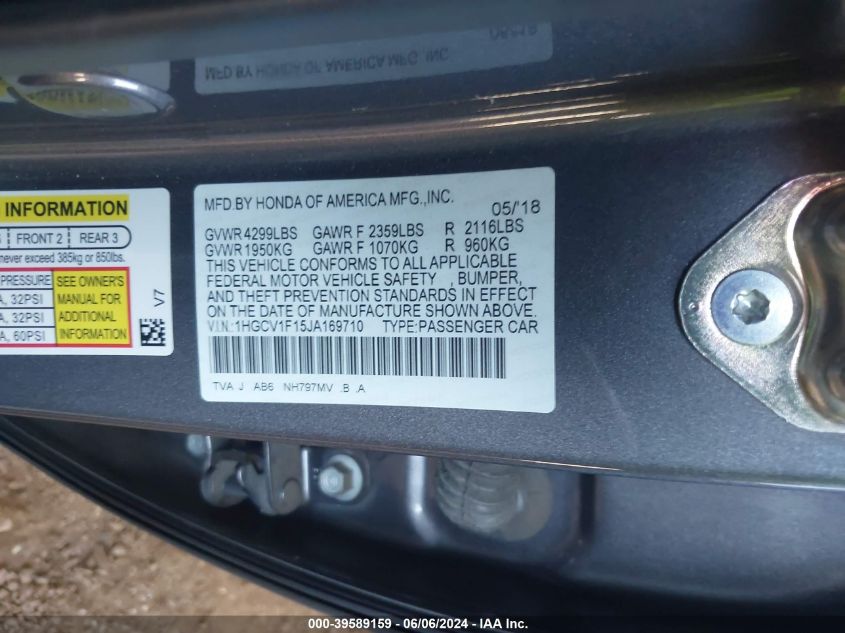 MFD BY HONDA OF AMERICA MFG., INC.
INFORMATION
FRONT 2 REAR 3
never exceed 385kg or 850lbs.
PRESSURE SEE OWNER'S
32PSI MANUAL FOR
32PSI ADDITIONAL
60PSI INFORMATION
V7
MFD BY HONDA OF AMERICA MFG.,INC.
05/'18
GVWR 4299LBS GAWR F 2359LBS R 2116LBS
GVWR 1950KG GAWR F 1070KG R 960KG
THIS VEHICLE CONFORMS TO ALL APPLICABLE
FEDERAL MOTOR VEHICLE SAFETY , BUMPER,
AND THEFT PREVENTION STANDARDS IN EFFECT
ON THE DATE OF MANUFACTURE SHOWN ABOVE.
V.I.N.:1HGCV1F15JA169710 TYPE:PASSENGER CAR
TVA J AB6 NH797MV .B .A
000-39589159 - 06/06/2024 - IAAI Inc.